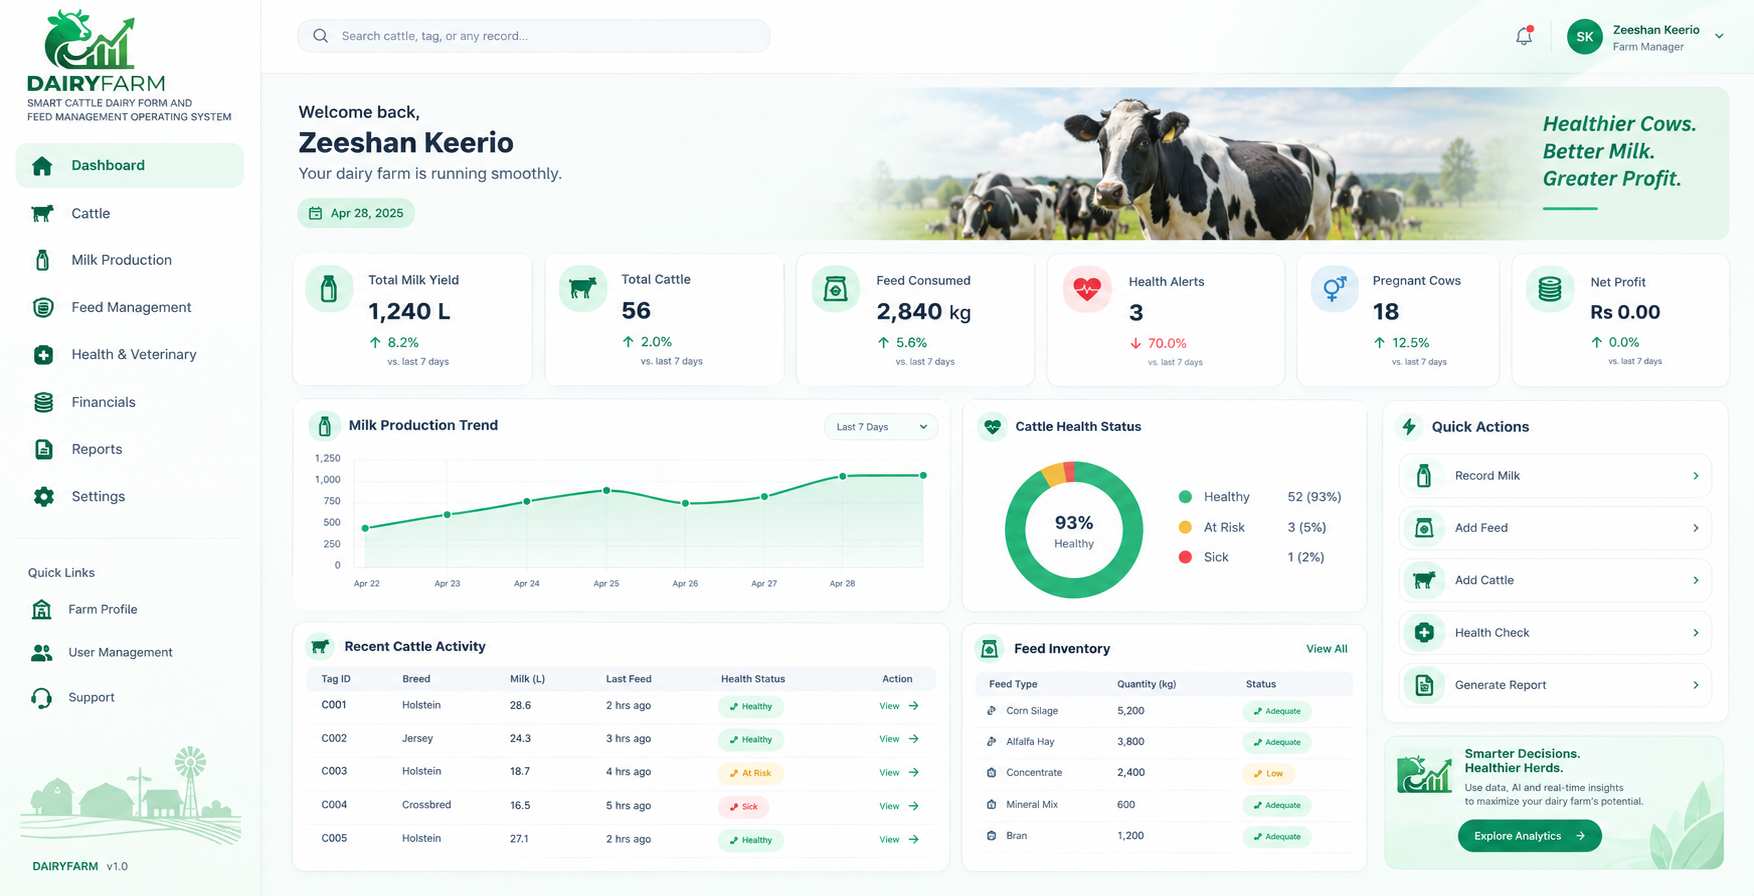 DAIRYFARM
SMART CATTLE DAIRY FORM AND
FEED MANAGEMENT OPERATING SYSTEM
Dashboard
Cattle
Milk Production
Feed Management
Health & Veterinary
Financials
Reports
Settings
Quick Links
Farm Profile
User Management
Support
DAIRYFARM v1.0
Search cattle, tag, or any record...
SK
Zeeshan Keerio
Farm Manager
Welcome back,
Zeeshan Keerio
Your dairy farm is running smoothly.
Apr 28, 2025
Healthier Cows.
Better Milk.
Greater Profit.
Total Milk Yield
1,240 L
↑ 8.2%
vs. last 7 days
Total Cattle
56
↑ 2.0%
vs. last 7 days
Feed Consumed
2,840 kg
↑ 5.6%
vs. last 7 days
Health Alerts
3
↓ 70.0%
vs. last 7 days
Pregnant Cows
18
↑ 12.5%
vs. last 7 days
Net Profit
Rs 0.00
↑ 0.0%
vs. last 7 days
Milk Production Trend
Last 7 Days
1,250
1,000
750
500
250
0
Apr 22 Apr 23 Apr 24 Apr 25 Apr 26 Apr 27 Apr 28
Cattle Health Status
93%
Healthy
Healthy 52 (93%)
At Risk 3 (5%)
Sick 1 (2%)
Quick Actions
Record Milk
Add Feed
Add Cattle
Health Check
Generate Report
Recent Cattle Activity
Tag ID Breed Milk (L) Last Feed Health Status Action
C001 Holstein 28.6 2 hrs ago Healthy View →
C002 Jersey 24.3 3 hrs ago Healthy View →
C003 Holstein 18.7 4 hrs ago At Risk View →
C004 Crossbred 16.5 5 hrs ago Sick View →
C005 Holstein 27.1 2 hrs ago Healthy View →
Feed Inventory
View All
Feed Type Quantity (kg) Status
Corn Silage 5,200 Adequate
Alfalfa Hay 3,800 Adequate
Concentrate 2,400 Low
Mineral Mix 600 Adequate
Bran 1,200 Adequate
Smarter Decisions.
Healthier Herds.
Use data, AI and real-time insights
to maximize your dairy farm's potential.
Explore Analytics →